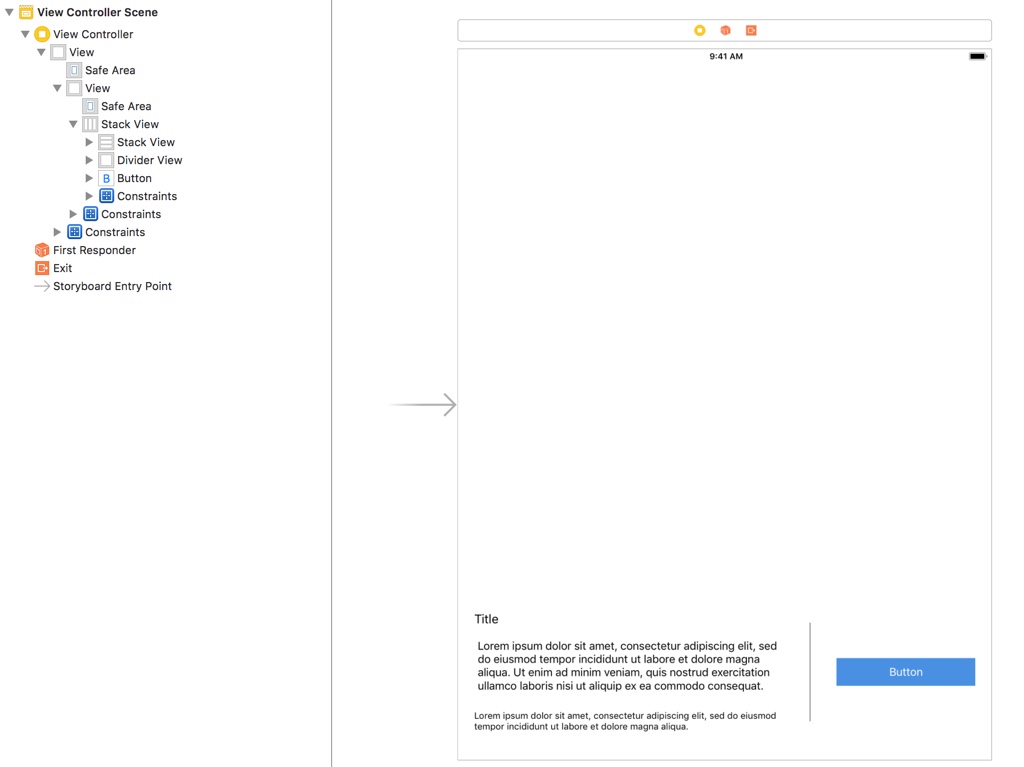 View Controller Scene
View Controller
View
Safe Area
View
Safe Area
Stack View
Stack View
Divider View
B Button
Constraints
Constraints
Constraints
First Responder
Exit
Storyboard Entry Point
9:41 AM
Title
Lorem ipsum dolor sit amet, consectetur adipiscing elit, sed
do eiusmod tempor incididunt ut labore et dolore magna
aliqua. Ut enim ad minim veniam, quis nostrud exercitation
ullamco laboris nisi ut aliquip ex ea commodo consequat.
Button
Lorem ipsum dolor sit amet, consectetur adipiscing elit, sed do eiusmod
tempor incididunt ut labore et dolore magna aliqua.